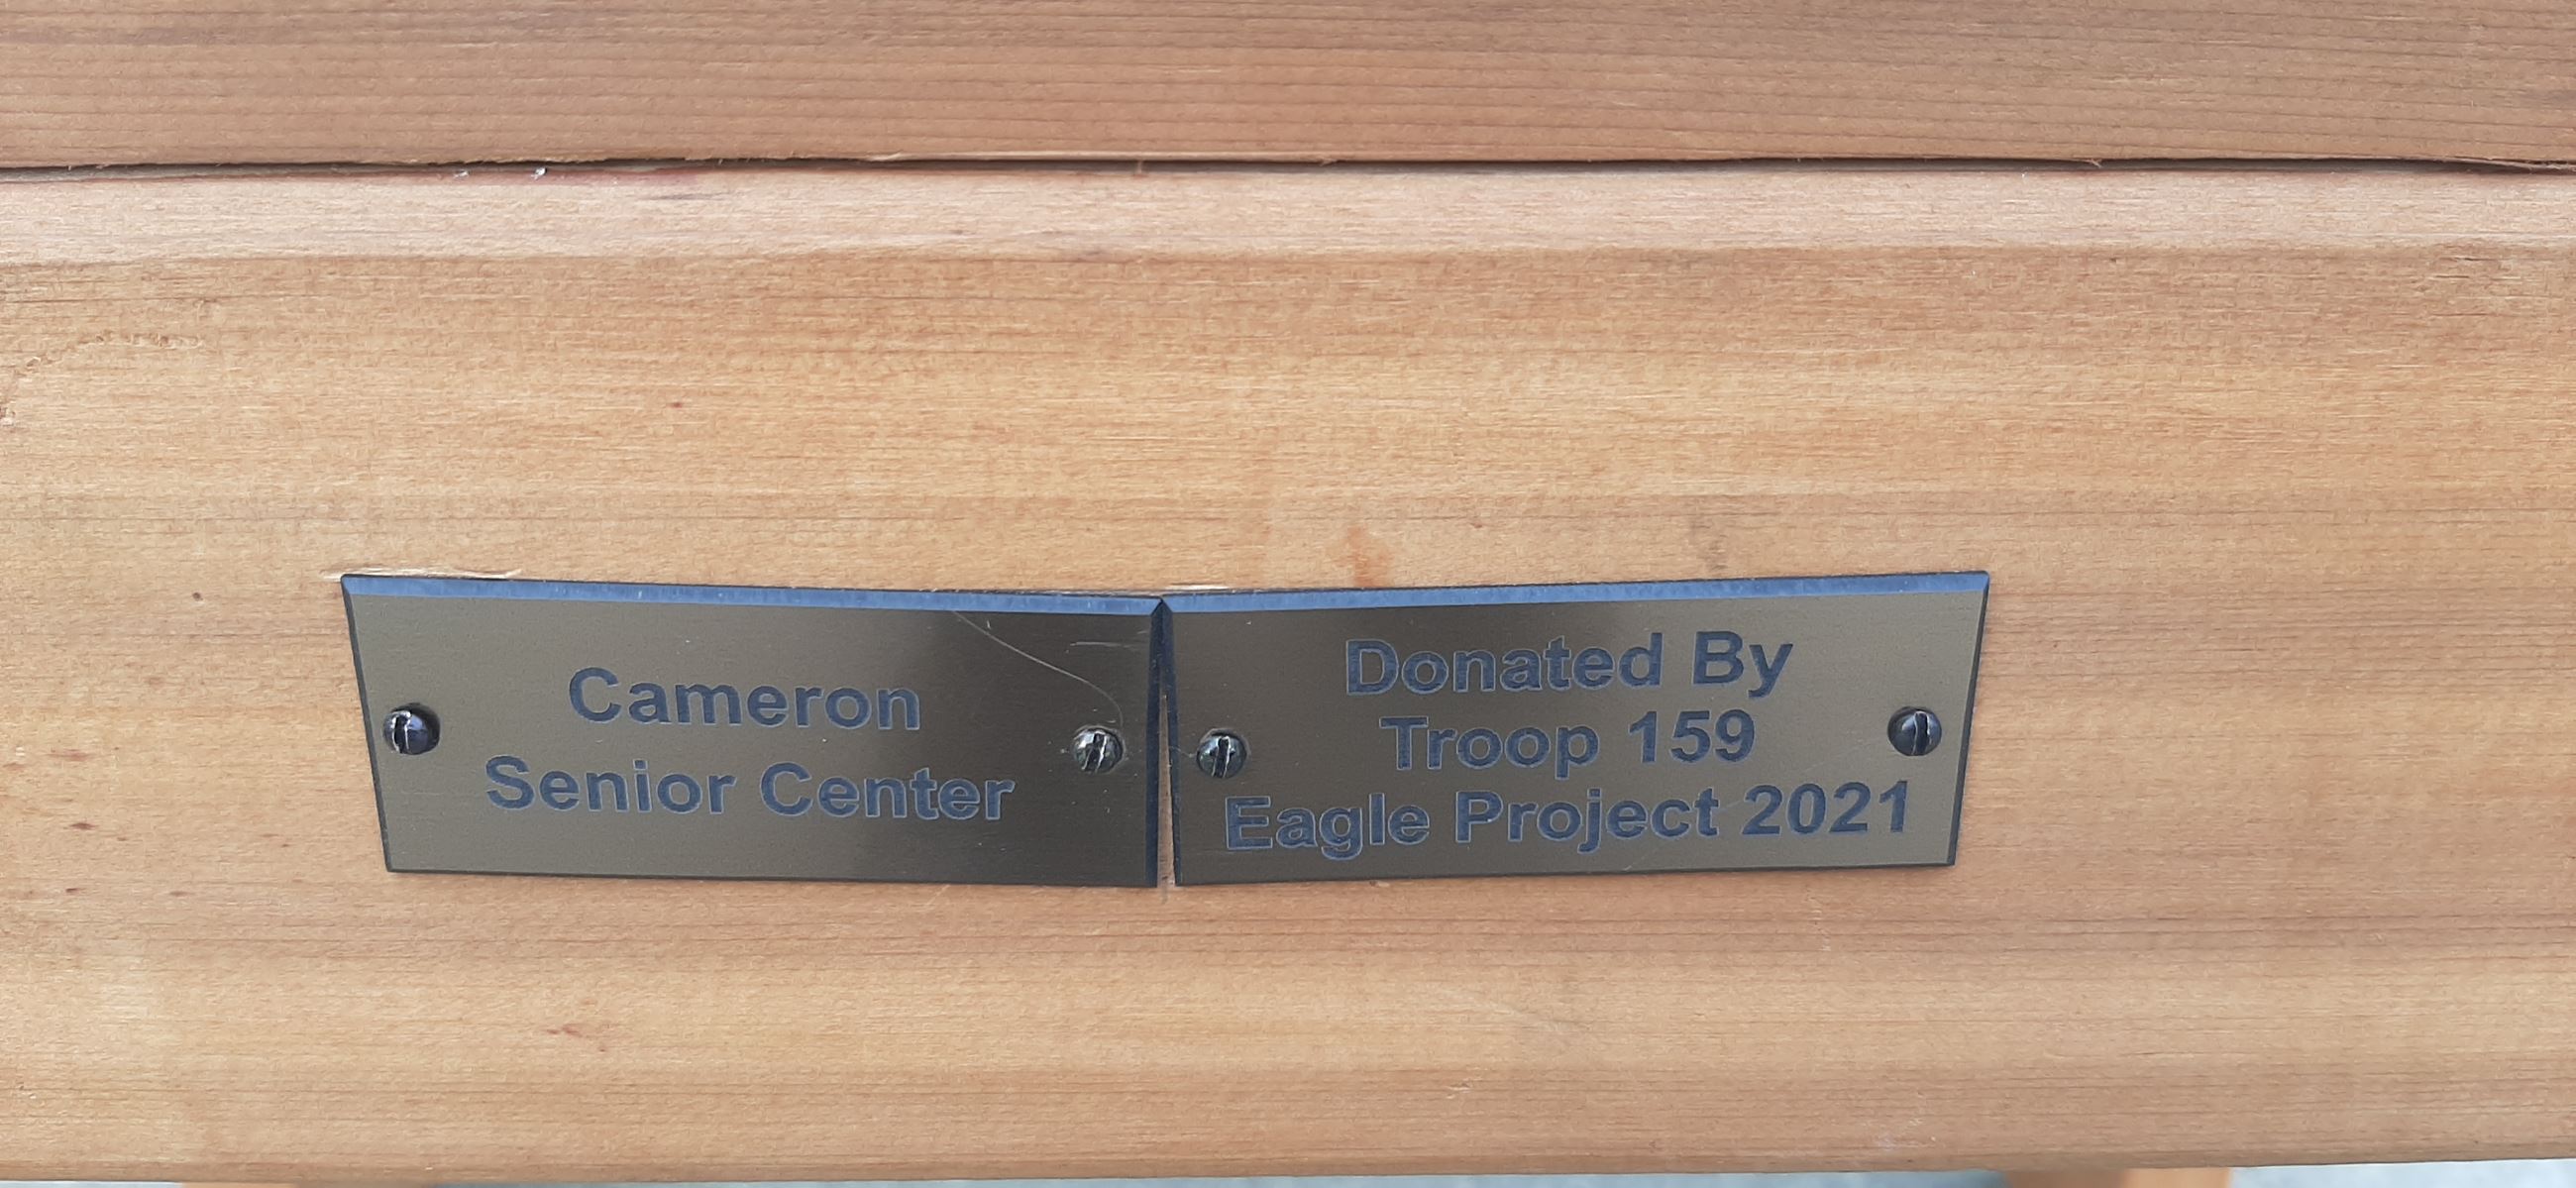 Cameron
Senior Center
Donated By
Troop 159
Eagle Project 2021